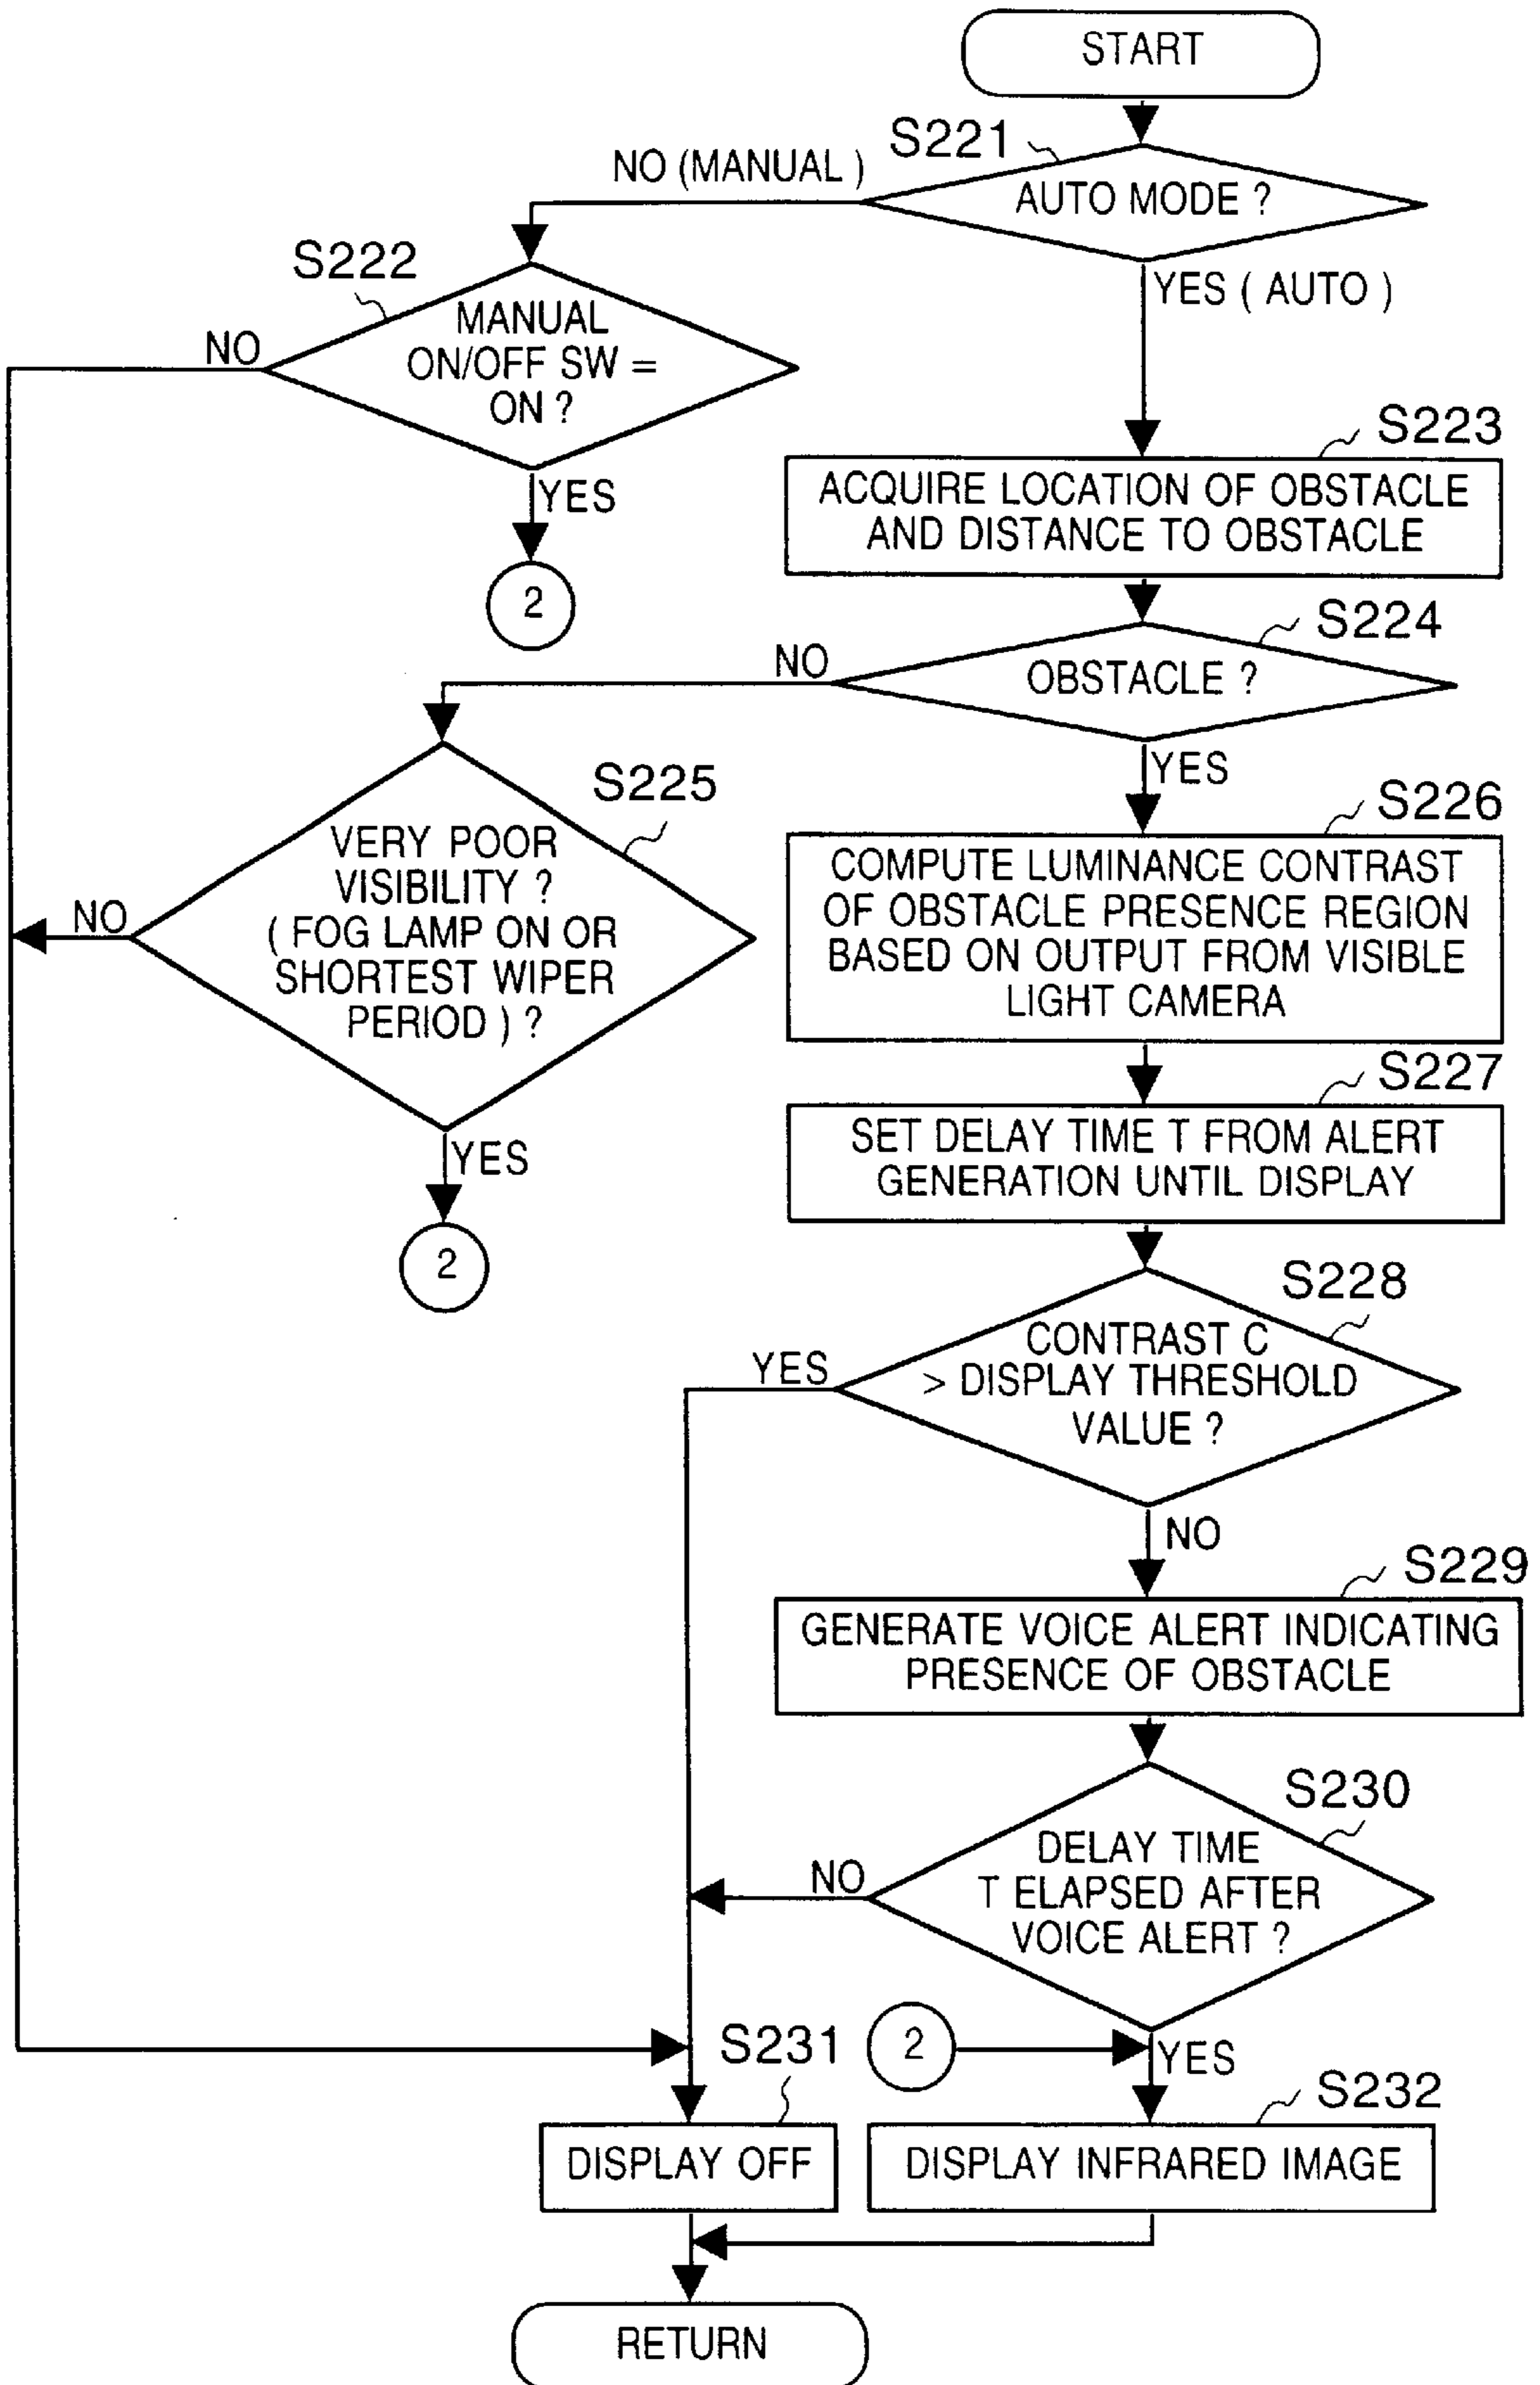 START
S221
NO (MANUAL )
AUTO MODE ?
YES ( AUTO )
S222
MANUAL
ON/OFF SW =
ON ?
NO
YES
2
S223
ACQUIRE LOCATION OF OBSTACLE
AND DISTANCE TO OBSTACLE
S224
OBSTACLE ?
NO
YES
S225
VERY POOR
VISIBILITY ?
( FOG LAMP ON OR
SHORTEST WIPER
PERIOD ) ?
NO
YES
2
S226
COMPUTE LUMINANCE CONTRAST
OF OBSTACLE PRESENCE REGION
BASED ON OUTPUT FROM VISIBLE
LIGHT CAMERA
S227
SET DELAY TIME T FROM ALERT
GENERATION UNTIL DISPLAY
S228
CONTRAST C
> DISPLAY THRESHOLD
VALUE ?
YES
NO
S229
GENERATE VOICE ALERT INDICATING
PRESENCE OF OBSTACLE
S230
DELAY TIME
T ELAPSED AFTER
VOICE ALERT ?
NO
YES
2
S231
DISPLAY OFF
S232
DISPLAY INFRARED IMAGE
RETURN